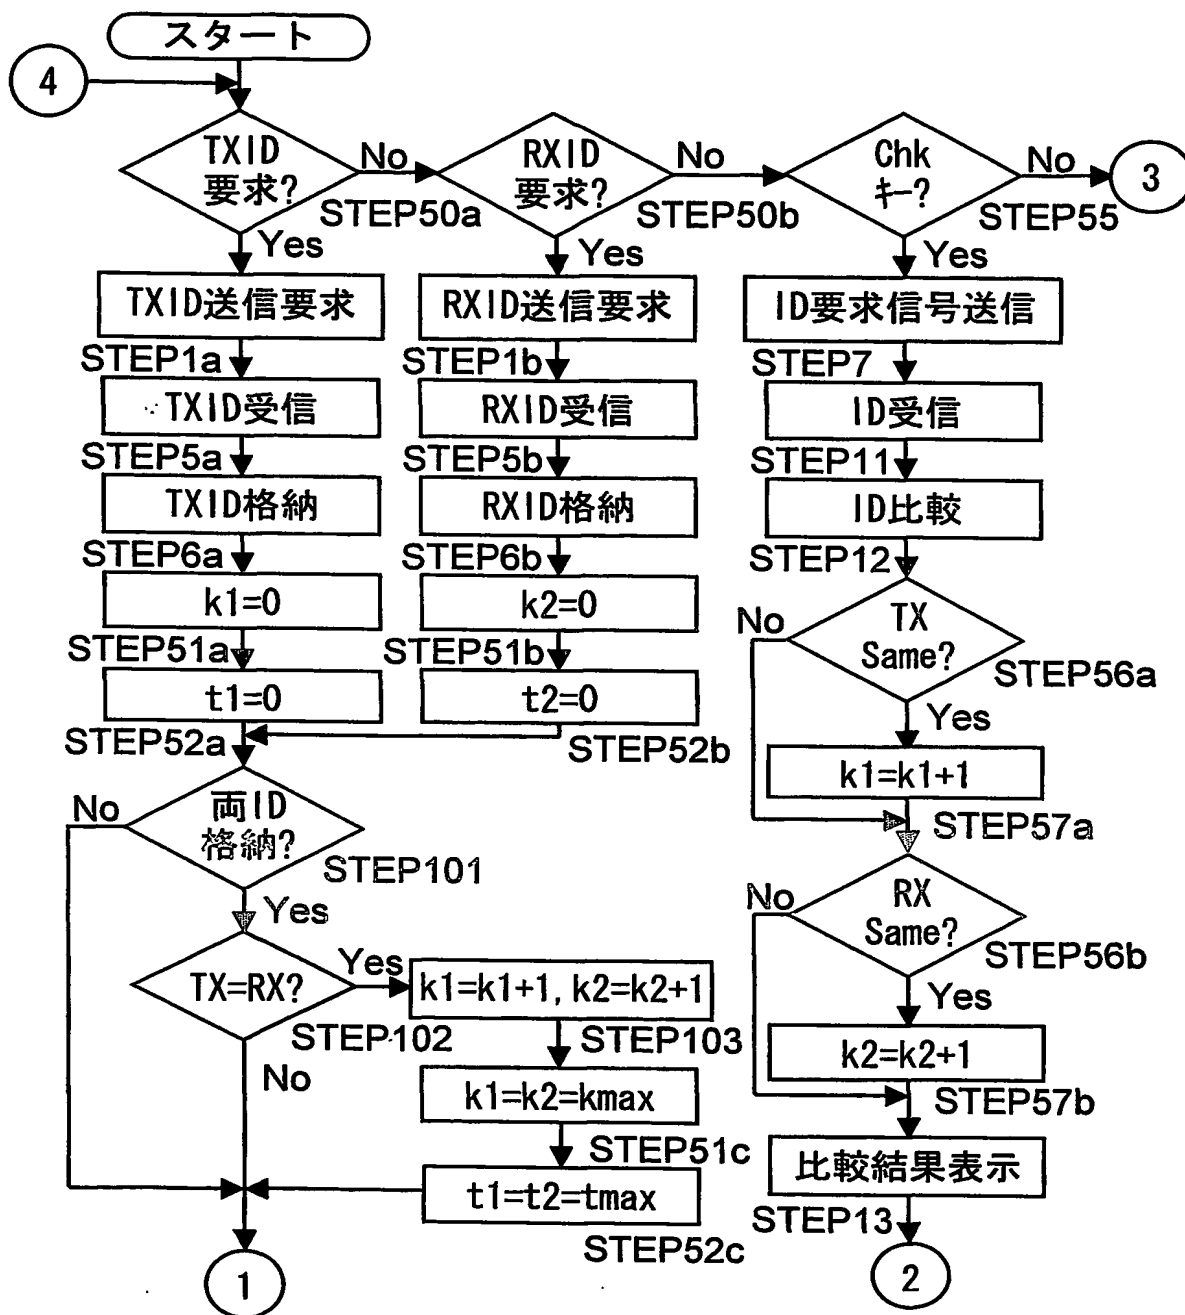 スタート
4
TXID
要求?
No
STEP50a
RXID
要求?
No
STEP50b
Chk
キー?
No
STEP55
3
Yes
Yes
Yes
TXID送信要求
RXID送信要求
ID要求信号送信
STEP1a
STEP1b
STEP7
TXID受信
RXID受信
ID受信
STEP5a
STEP5b
STEP11
TXID格納
RXID格納
ID比較
STEP6a
STEP6b
STEP12
k1=0
k2=0
No
TX
Same?
STEP56a
STEP51a
STEP51b
t1=0
t2=0
Yes
STEP52a
STEP52b
k1=k1+1
No
両ID
格納?
STEP101
STEP57a
Yes
No
RX
Same?
STEP56b
TX=RX?
Yes
k1=k1+1, k2=k2+1
Yes
STEP102
STEP103
k2=k2+1
No
k1=k2=kmax
STEP57b
STEP51c
比較結果表示
t1=t2=tmax
STEP13
STEP52c
1
2